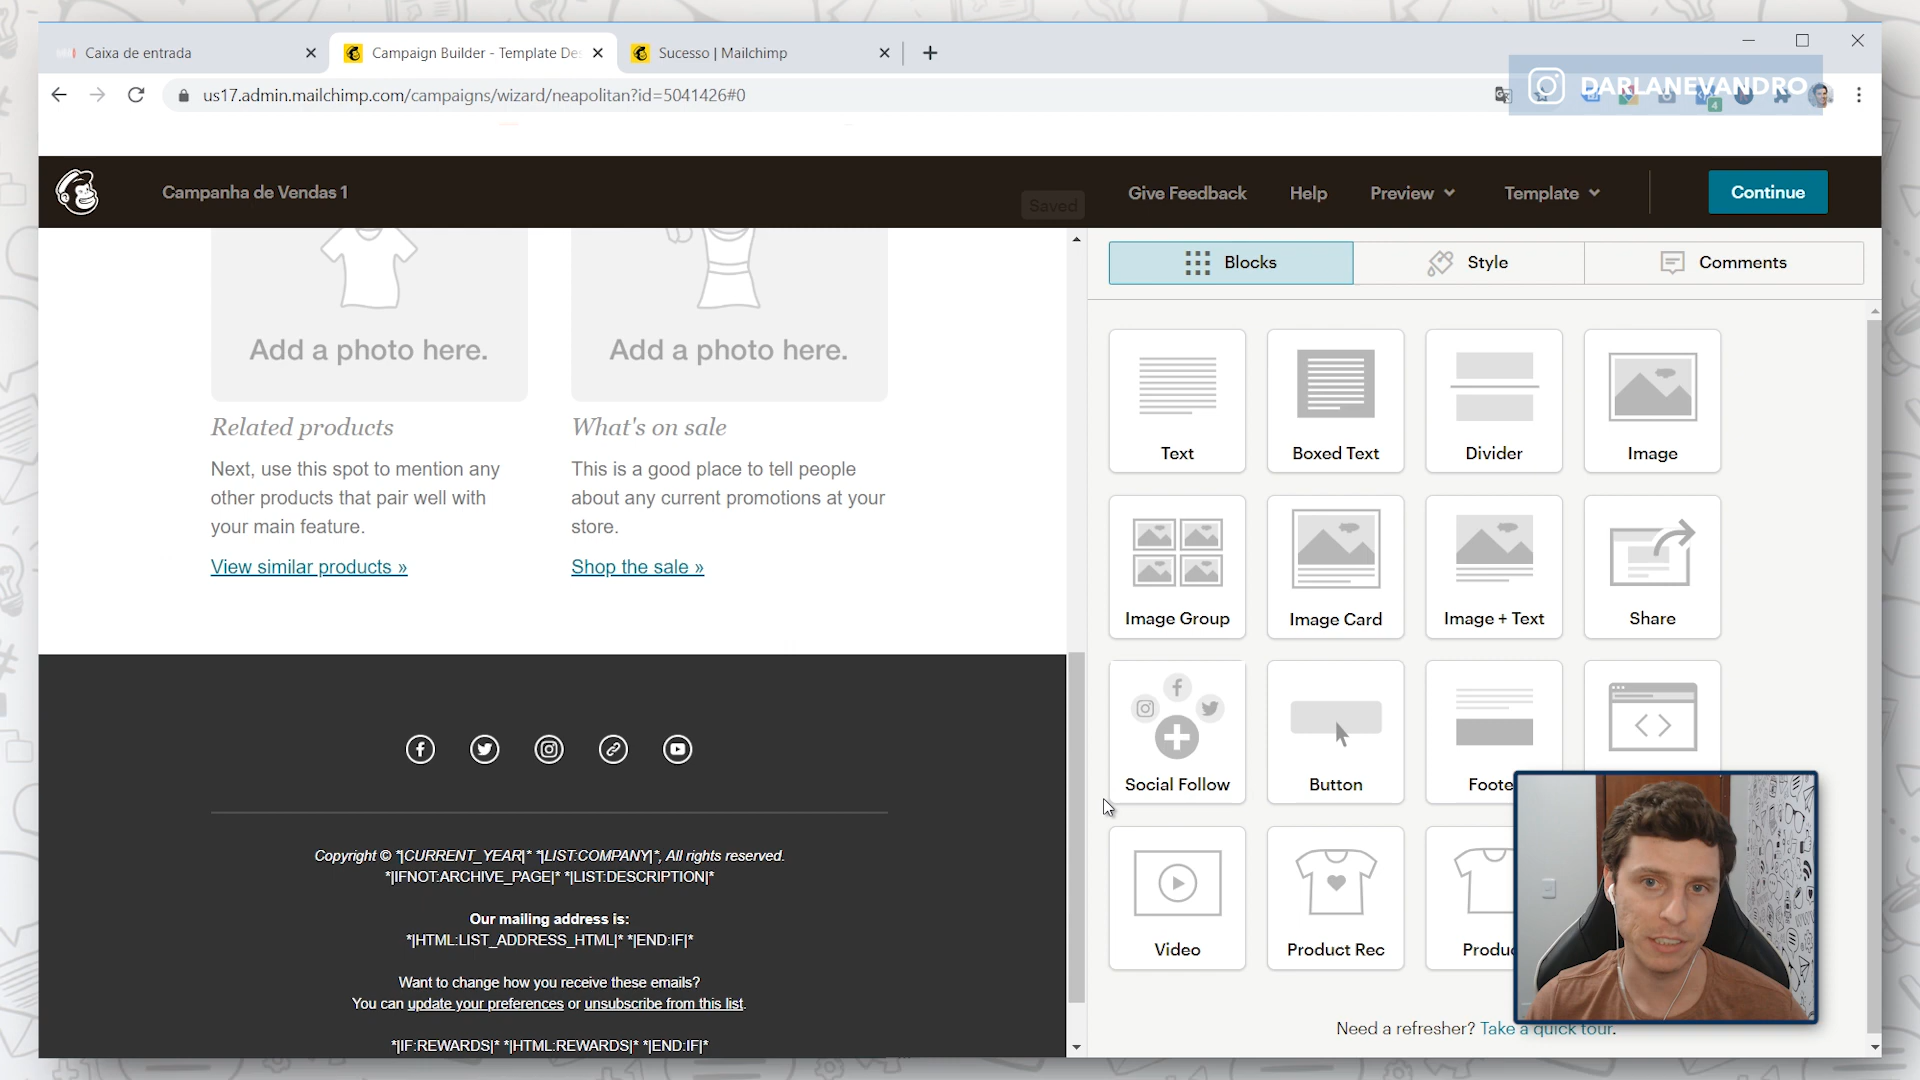 Caixa de entrada
Campaign Builder - Template De
Sucesso | Mailchimp
us17.admin.mailchimp.com/campaigns/wizard/neapolitan?id=5041426#0
DARLANEVANDRO
4
Campanha de Vendas 1
Saved
Give Feedback
Help
Preview
Template
Continue
Blocks
Style
Comments
Add a photo here.
Add a photo here.
Related products
Next, use this spot to mention any
other products that pair well with
your main feature.
View similar products »
What's on sale
This is a good place to tell people
about any current promotions at your
store.
Shop the sale »
Copyright © *|CURRENT_YEAR|* *|LIST:COMPANY|*, All rights reserved.
*|IFNOT:ARCHIVE_PAGE|* *|LIST:DESCRIPTION|*
Our mailing address is:
*|HTML:LIST_ADDRESS_HTML|* *|END:IF|*
Want to change how you receive these emails?
You can update your preferences or unsubscribe from this list.
*|IF:REWARDS|* *|HTML:REWARDS|* *|END:IF|*
Text
Boxed Text
Divider
Image
Image Group
Image Card
Image + Text
Share
Social Follow
Button
Foote
Video
Product Rec
Produc
Need a refresher? Take a quick tour.